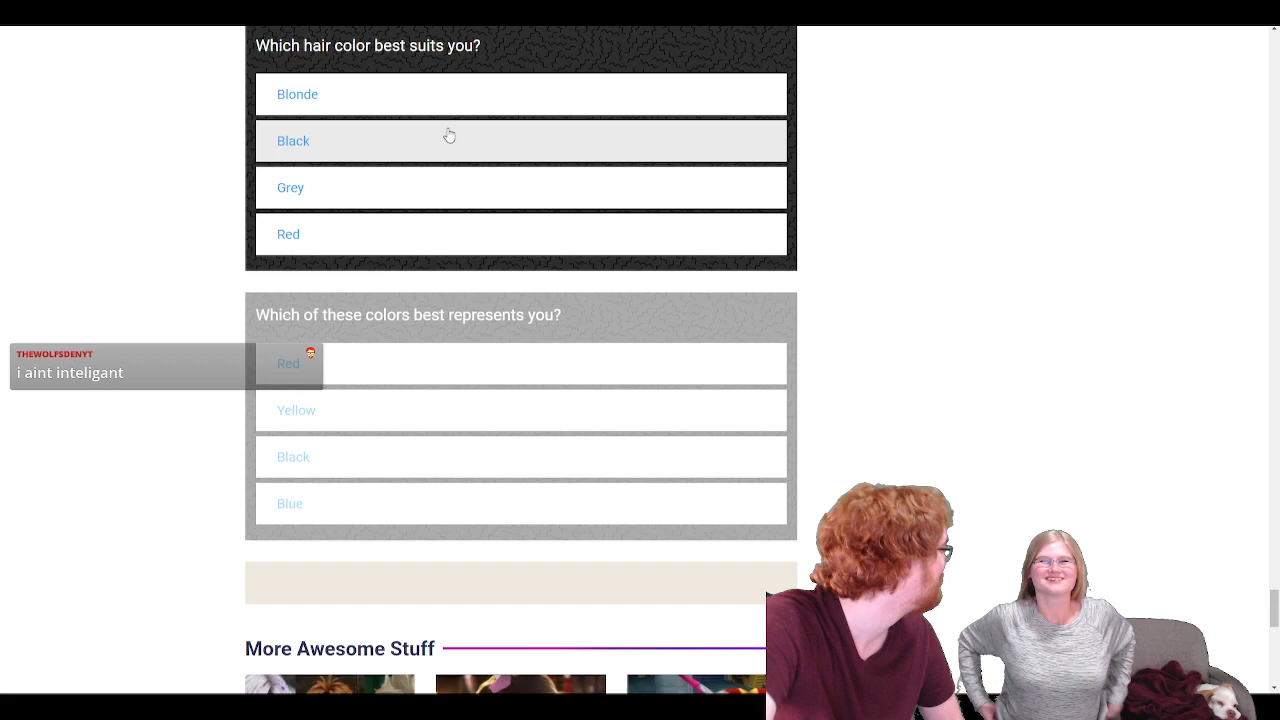 Which hair color best suits you?
Blonde
Black
Grey
Red
Which of these colors best represents you?
THEWOLFSDENYT
i aint inteligant
Red
Yellow
Black
Blue
More Awesome Stuff